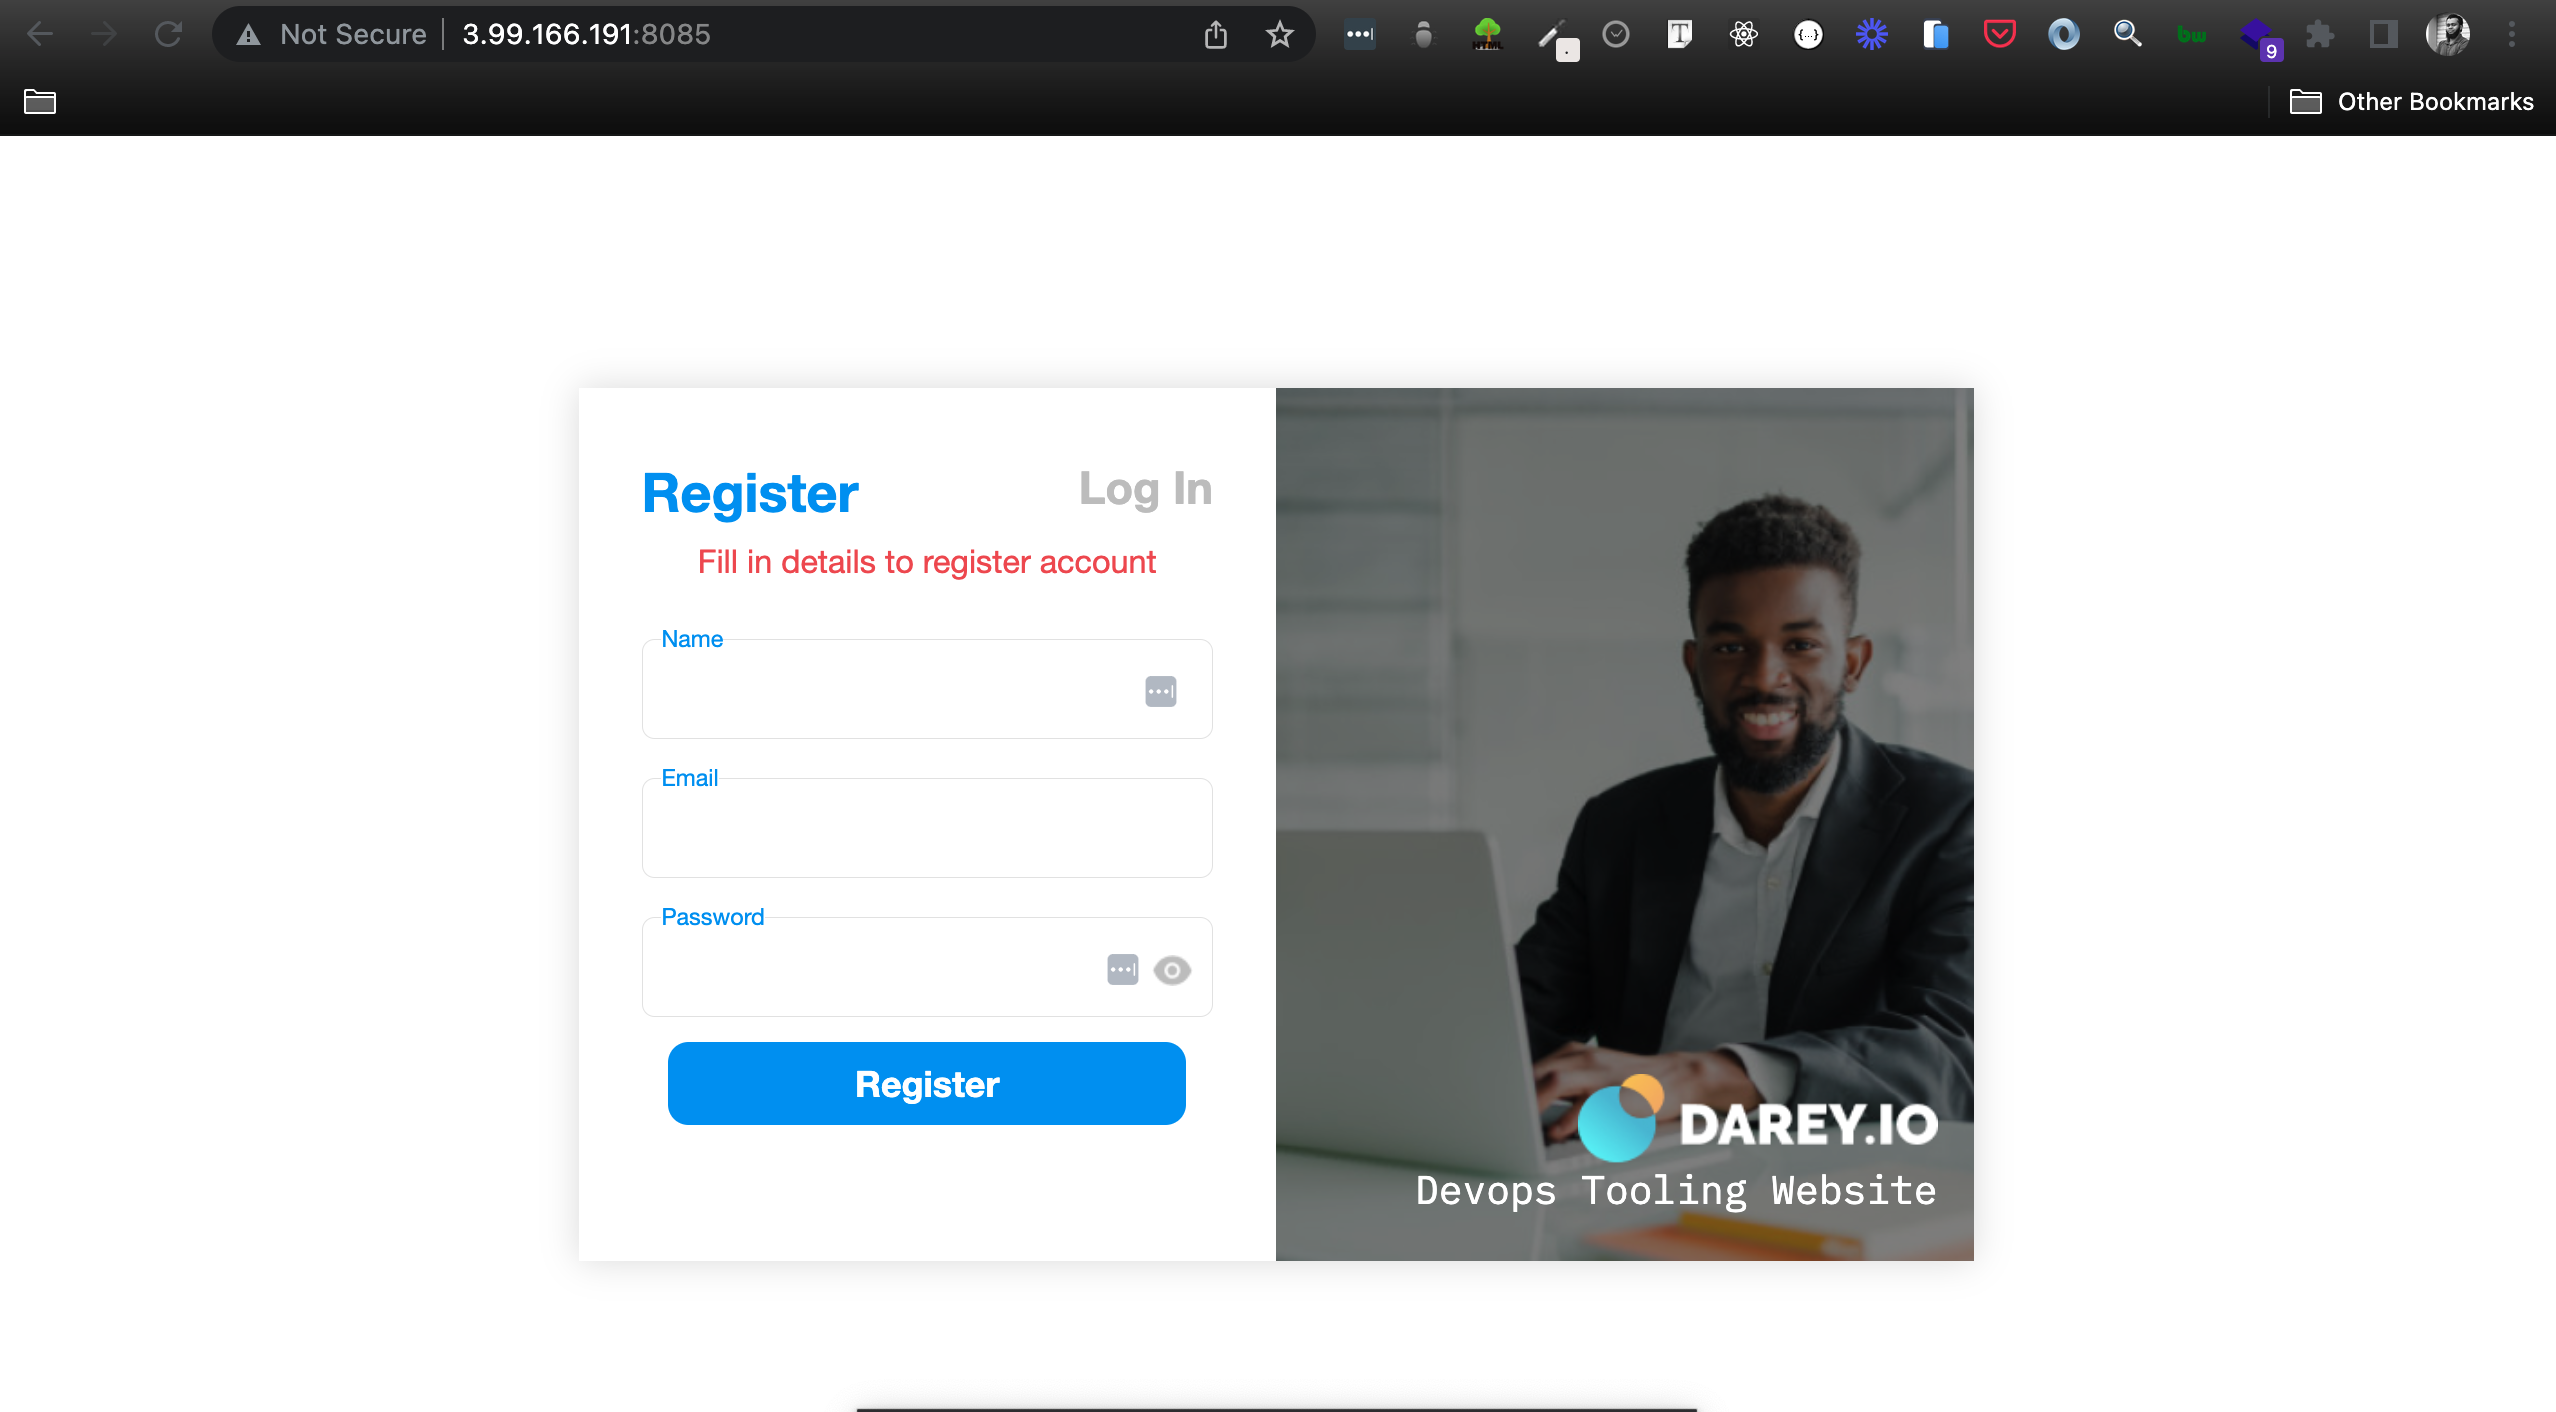 Not Secure 3.99.166.191:8085
9
Other Bookmarks
Register
Log In
Fill in details to register account
Name
Email
Password
Register
DAREY.IO
Devops Tooling Website